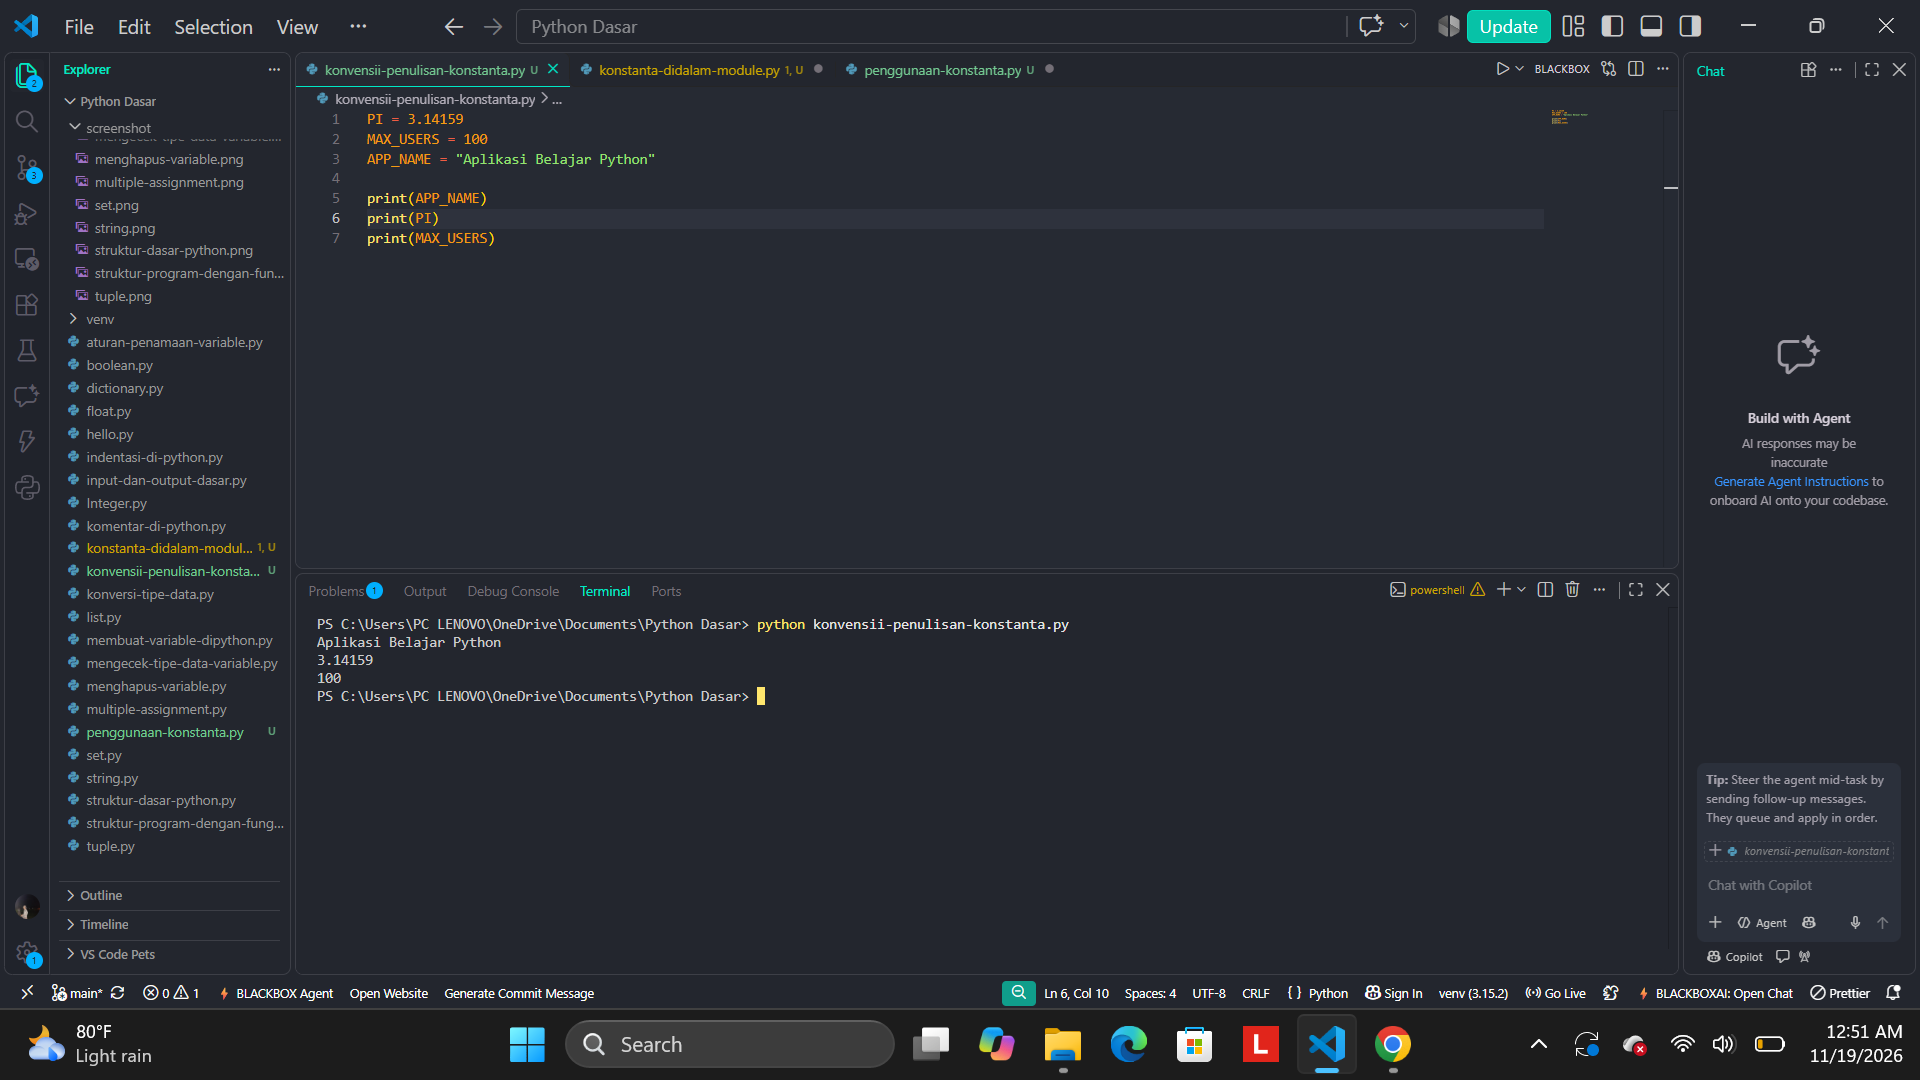 File Edit Selection View ...
Python Dasar
Update
Explorer ...
Python Dasar
screenshot
mengecek-tipe-data-variable....
menghapus-variable.png
multiple-assignment.png
set.png
string.png
struktur-dasar-python.png
struktur-program-dengan-fun...
tuple.png
venv
aturan-penamaan-variable.py
boolean.py
dictionary.py
float.py
hello.py
indentasi-di-python.py
input-dan-output-dasar.py
Integer.py
komentar-di-python.py
konstanta-didalam-modul... 1, U
konvensii-penulisan-konsta... U
konversi-tipe-data.py
list.py
membuat-variable-dipython.py
mengecek-tipe-data-variable.py
menghapus-variable.py
multiple-assignment.py
penggunaan-konstanta.py U
set.py
string.py
struktur-dasar-python.py
struktur-program-dengan-fung...
tuple.py
Outline
Timeline
VS Code Pets
2
3
1
konvensii-penulisan-konstanta.py U konstanta-didalam-module.py 1, U penggunaan-konstanta.py U
BLACKBOX
konvensii-penulisan-konstanta.py > ...
1 PI = 3.14159
2 MAX_USERS = 100
3 APP_NAME = "Aplikasi Belajar Python"
4
5 print(APP_NAME)
6 print(PI)
7 print(MAX_USERS)
Problems 1 Output Debug Console Terminal Ports
powershell
PS C:\Users\PC LENOVO\OneDrive\Documents\Python Dasar> python konvensii-penulisan-konstanta.py
Aplikasi Belajar Python
3.14159
100
PS C:\Users\PC LENOVO\OneDrive\Documents\Python Dasar>
Chat
Build with Agent
AI responses may be
inaccurate
Generate Agent Instructions to
onboard AI onto your codebase.
Tip: Steer the agent mid-task by
sending follow-up messages.
They queue and apply in order.
konvensii-penulisan-konstant
Chat with Copilot
Agent
Copilot
main* 0 1 BLACKBOX Agent Open Website Generate Commit Message
Ln 6, Col 10 Spaces: 4 UTF-8 CRLF { } Python Sign In venv (3.15.2) Go Live BLACKBOXAI: Open Chat Prettier
80°F
Light rain
Search
L
12:51 AM
11/19/2026